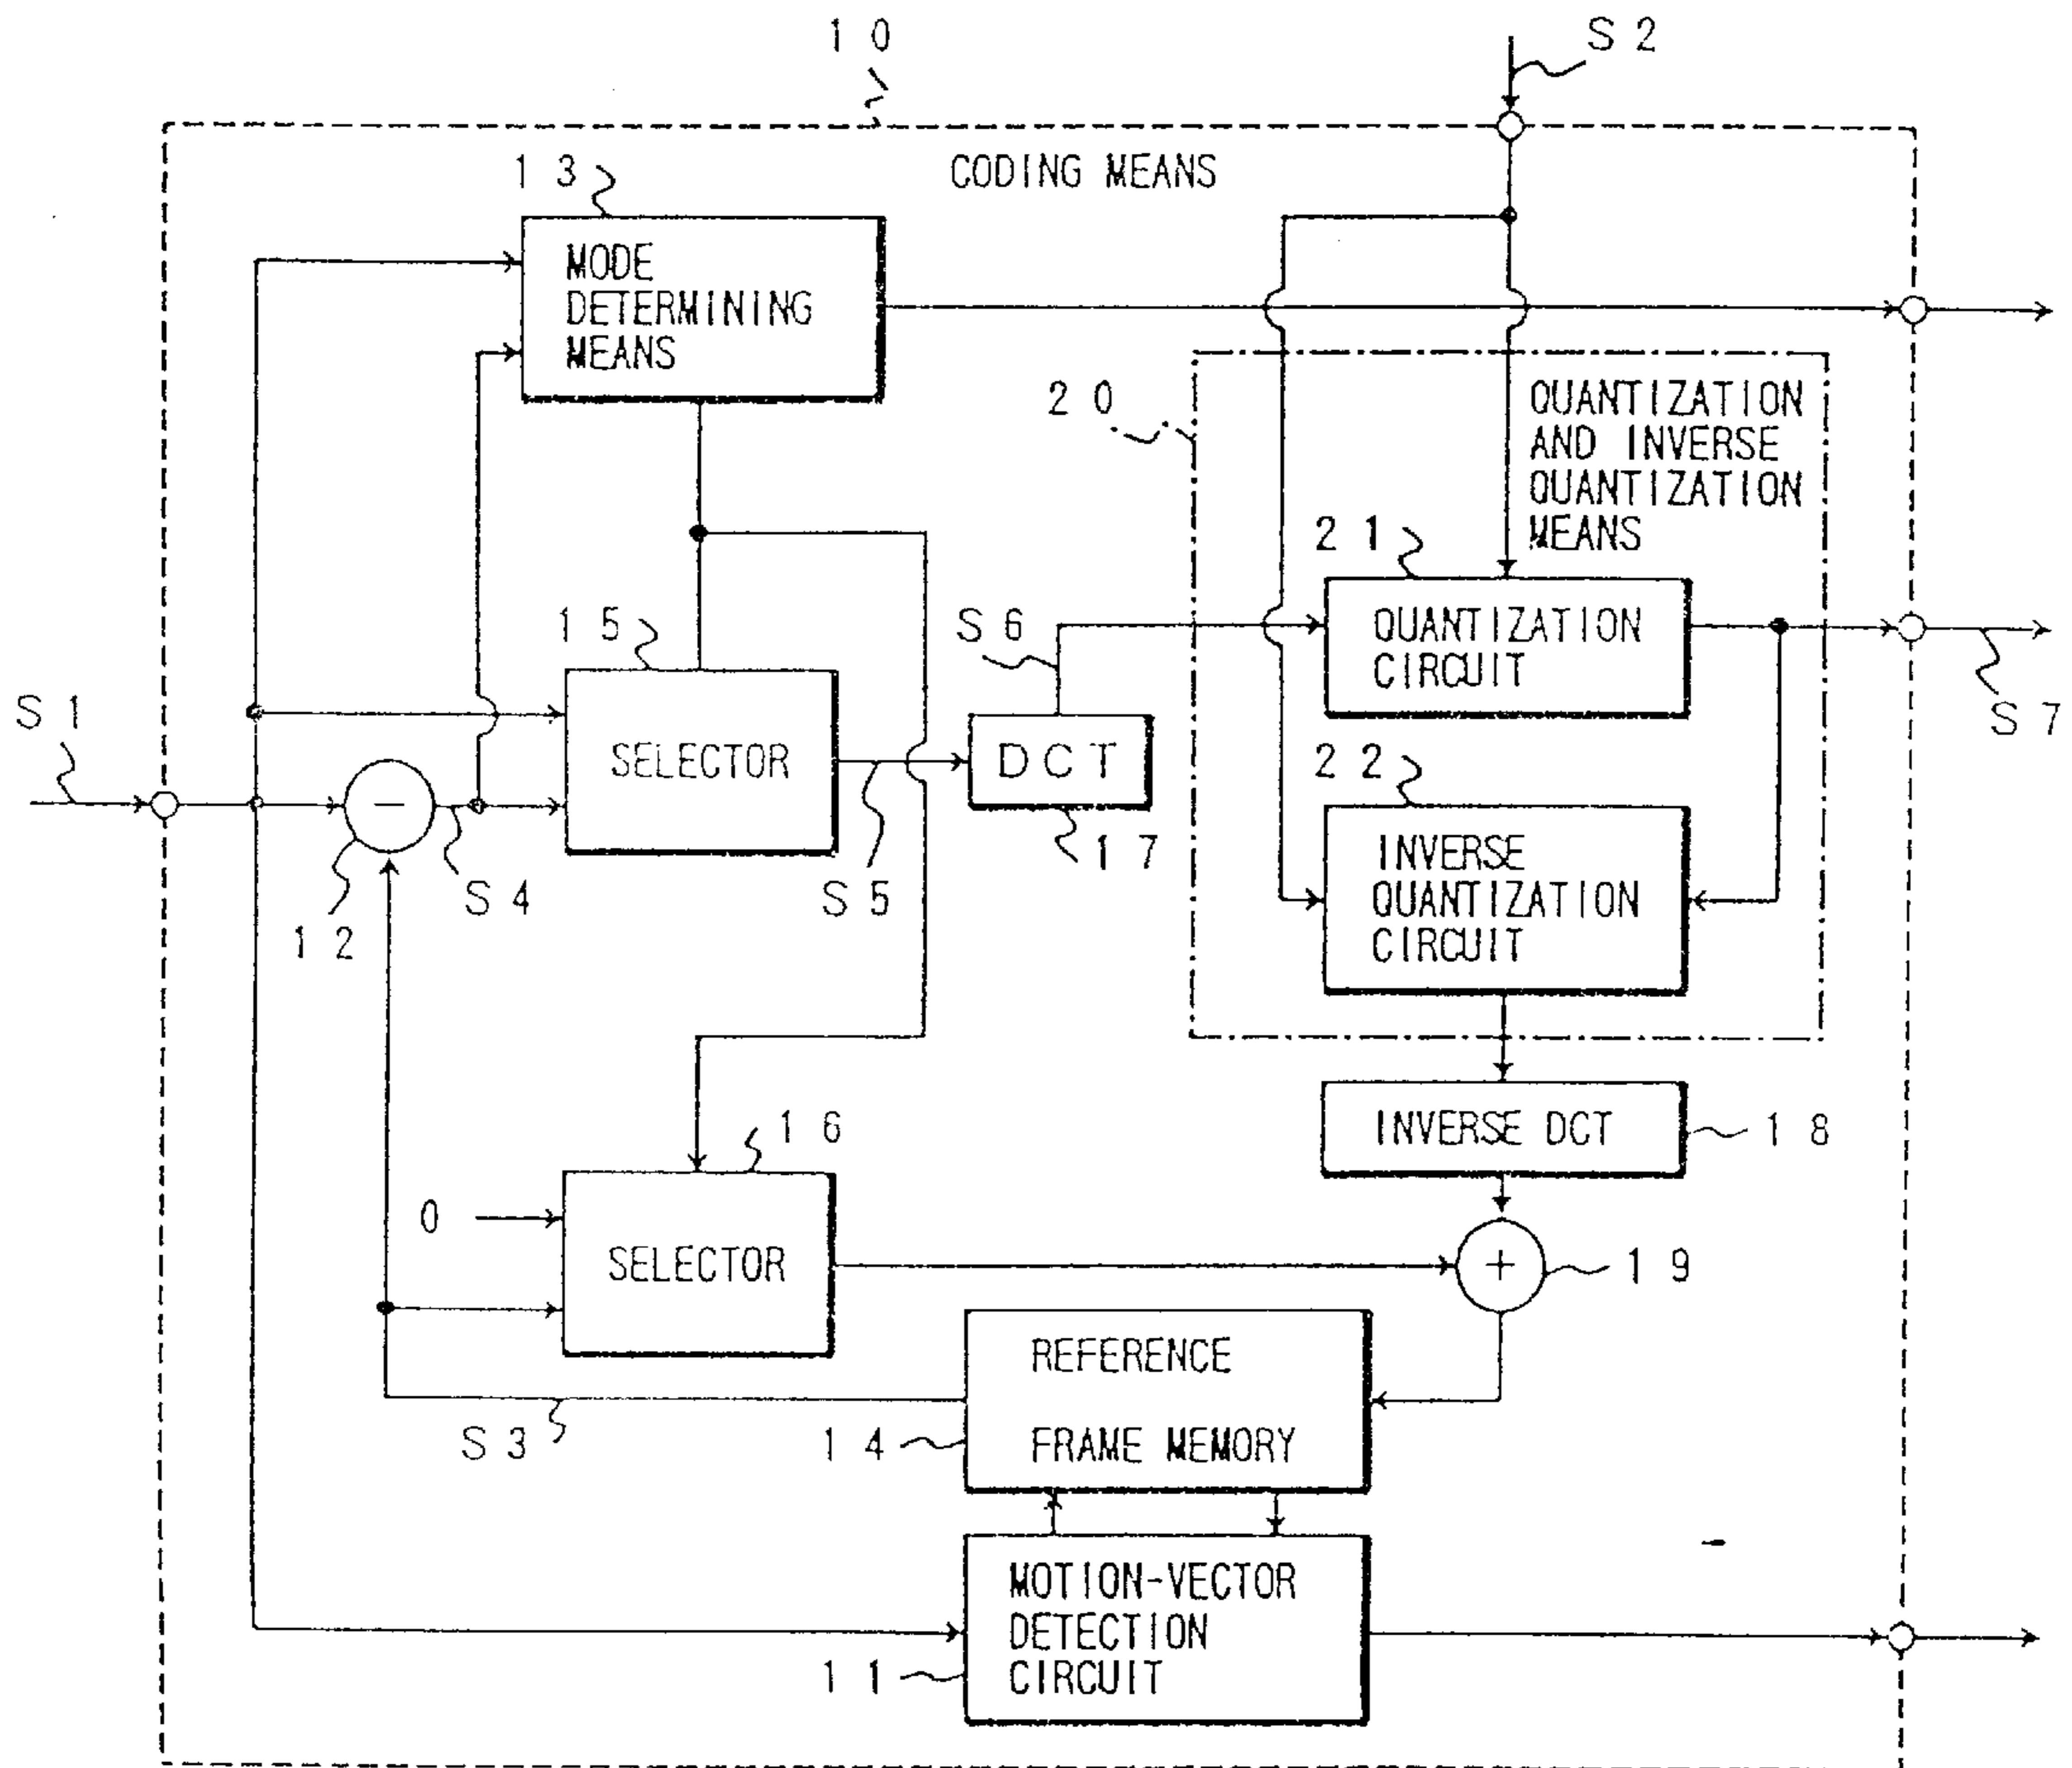 10
S2
CODING MEANS
13
MODE
DETERMINING
MEANS
20
QUANTIZATION
AND INVERSE
QUANTIZATION
MEANS
21
QUANTIZATION
CIRCUIT
S6
15
SELECTOR
S1
DCT
S7
22
INVERSE
QUANTIZATION
CIRCUIT
17
S4
S5
12
−
INVERSE DCT
18
16
0
SELECTOR
+
19
REFERENCE
FRAME MEMORY
S3
14
MOTION-VECTOR
DETECTION
CIRCUIT
11